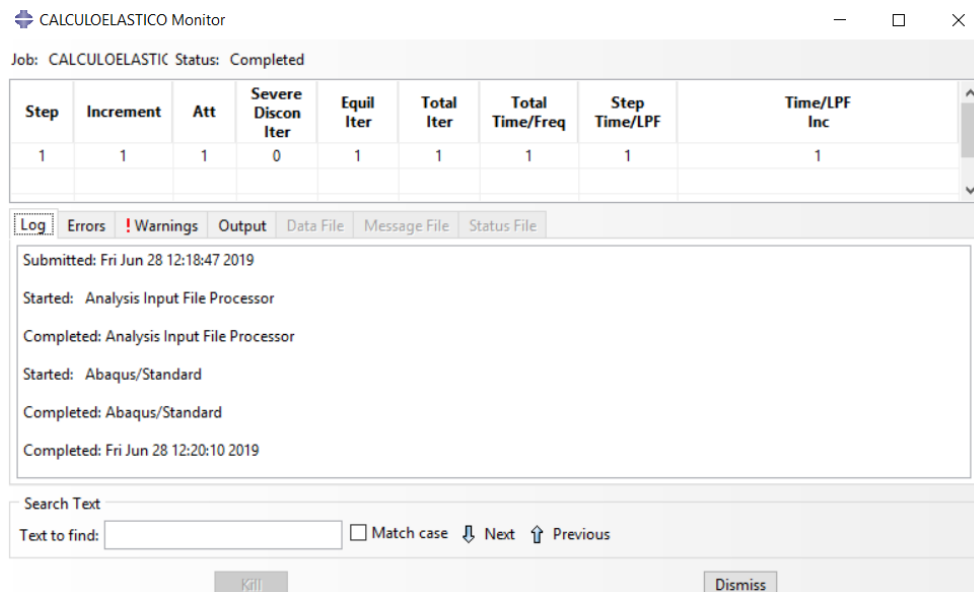 CALCULOELASTICO Monitor
Job: CALCULOELASTIC Status: Completed
Step Increment Att Severe Discon Iter Equil Iter Total Iter Total Time/Freq Step Time/LPF Time/LPF Inc
1 1 1 0 1 1 1 1 1
Log Errors ! Warnings Output Data File Message File Status File
Submitted: Fri Jun 28 12:18:47 2019
Started: Analysis Input File Processor
Completed: Analysis Input File Processor
Started: Abaqus/Standard
Completed: Abaqus/Standard
Completed: Fri Jun 28 12:20:10 2019
Search Text
Text to find: Match case Next Previous
Kill Dismiss